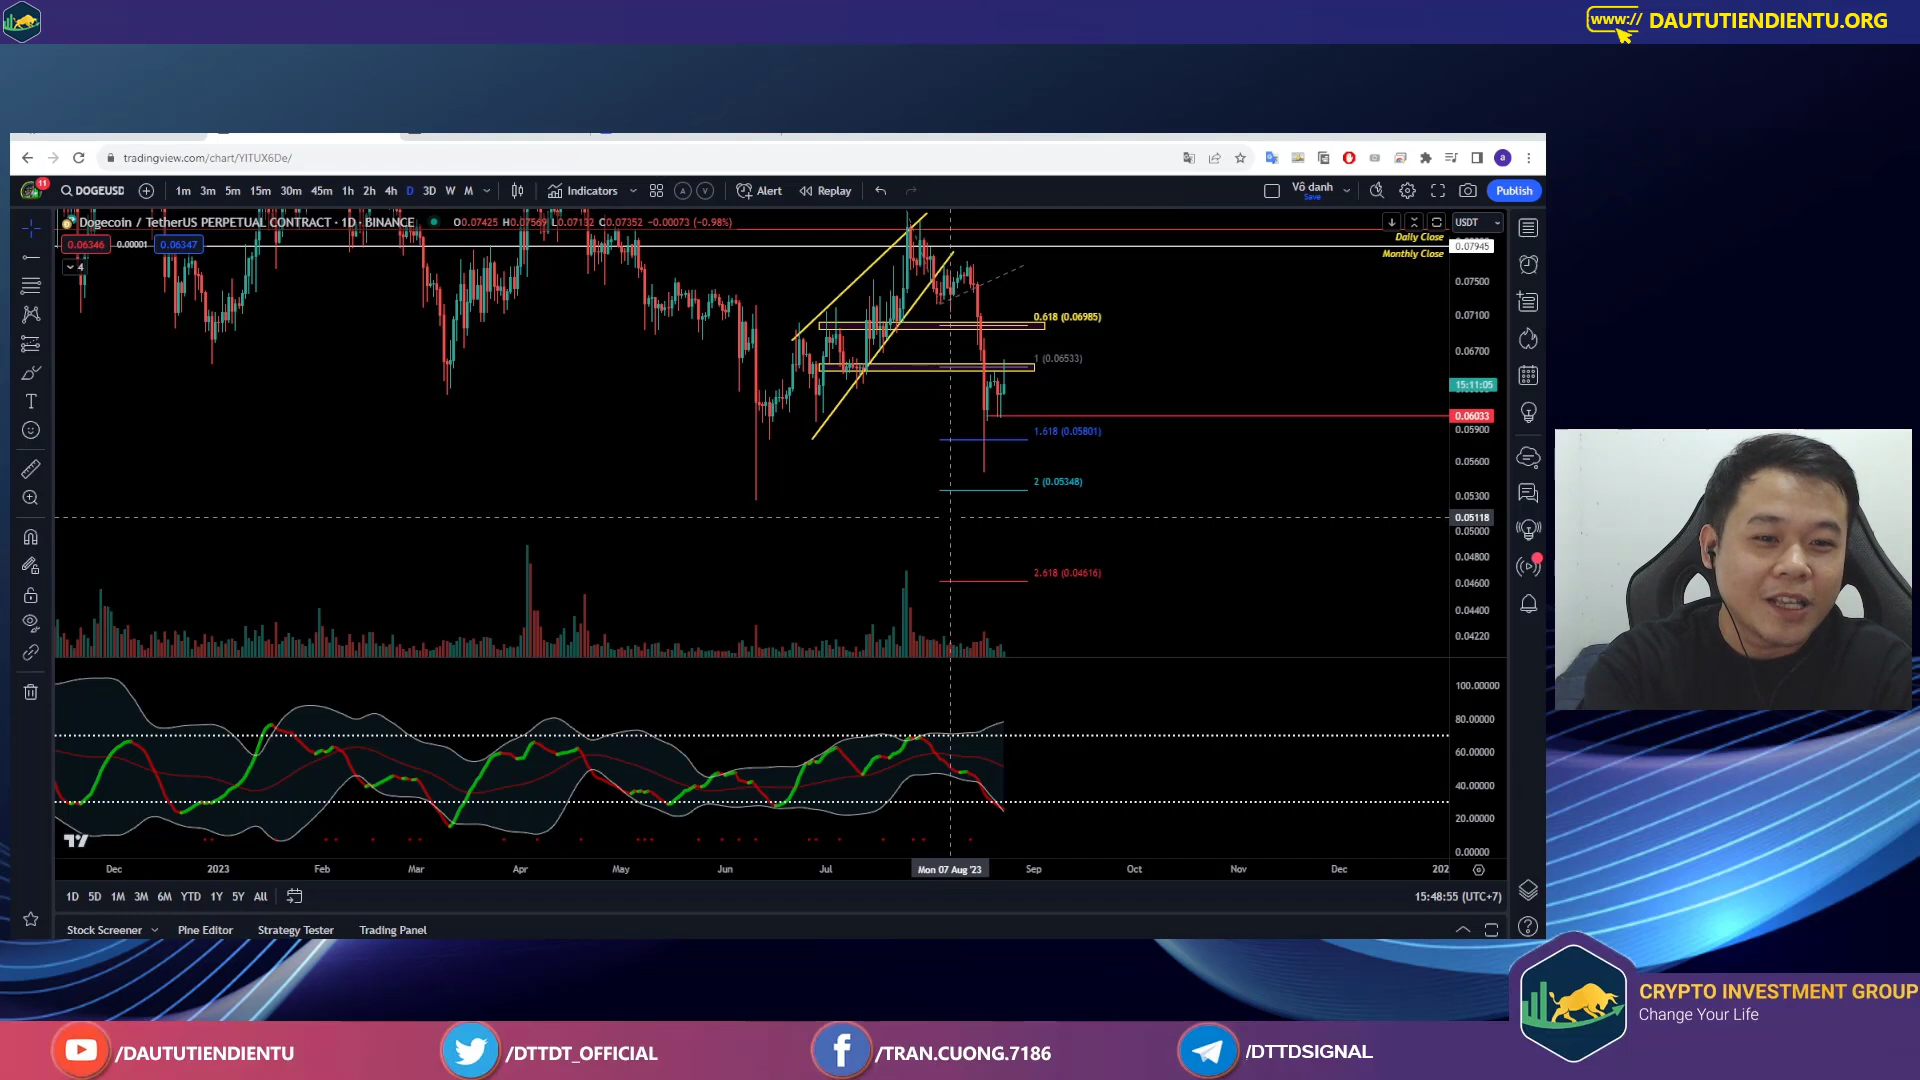 www:// DAUTUTIENDIENTU.ORG
tradingview.com/chart/YITUX6De/
11 DOGEUSD 1m 3m 5m 15m 30m 45m 1h 2h 4h D 3D W M Indicators A V Alert Replay Vô danh Save Publish
Dogecoin / TetherUS PERPETUAL CONTRACT · 1D · BINANCE O0.07425 H0.07569 L0.07132 C0.07352 −0.00073 (−0.98%) USDT
Daily Close
0.06346 0.00001 0.06347 0.07945
Monthly Close
4
0.07500
0.618 (0.06985) 0.07100
1 (0.06533) 0.06700
15:11:05
0.06033
1.618 (0.05801) 0.05900
0.05600
2 (0.05348)
0.05300
0.05118
0.05000
0.04800
2.618 (0.04616) 0.04600
0.04400
0.04220
100.00000
80.00000
60.00000
40.00000
20.00000
0.00000
Dec 2023 Feb Mar Apr May Jun Jul Mon 07 Aug '23 Sep Oct Nov Dec 202
1D 5D 1M 3M 6M YTD 1Y 5Y All 15:48:55 (UTC+7)
Stock Screener Pine Editor Strategy Tester Trading Panel
CRYPTO INVESTMENT GROUP
Change Your Life
/DAUTUTIENDIENTU /DTTDT_OFFICIAL /TRAN.CUONG.7186 /DTTDSIGNAL